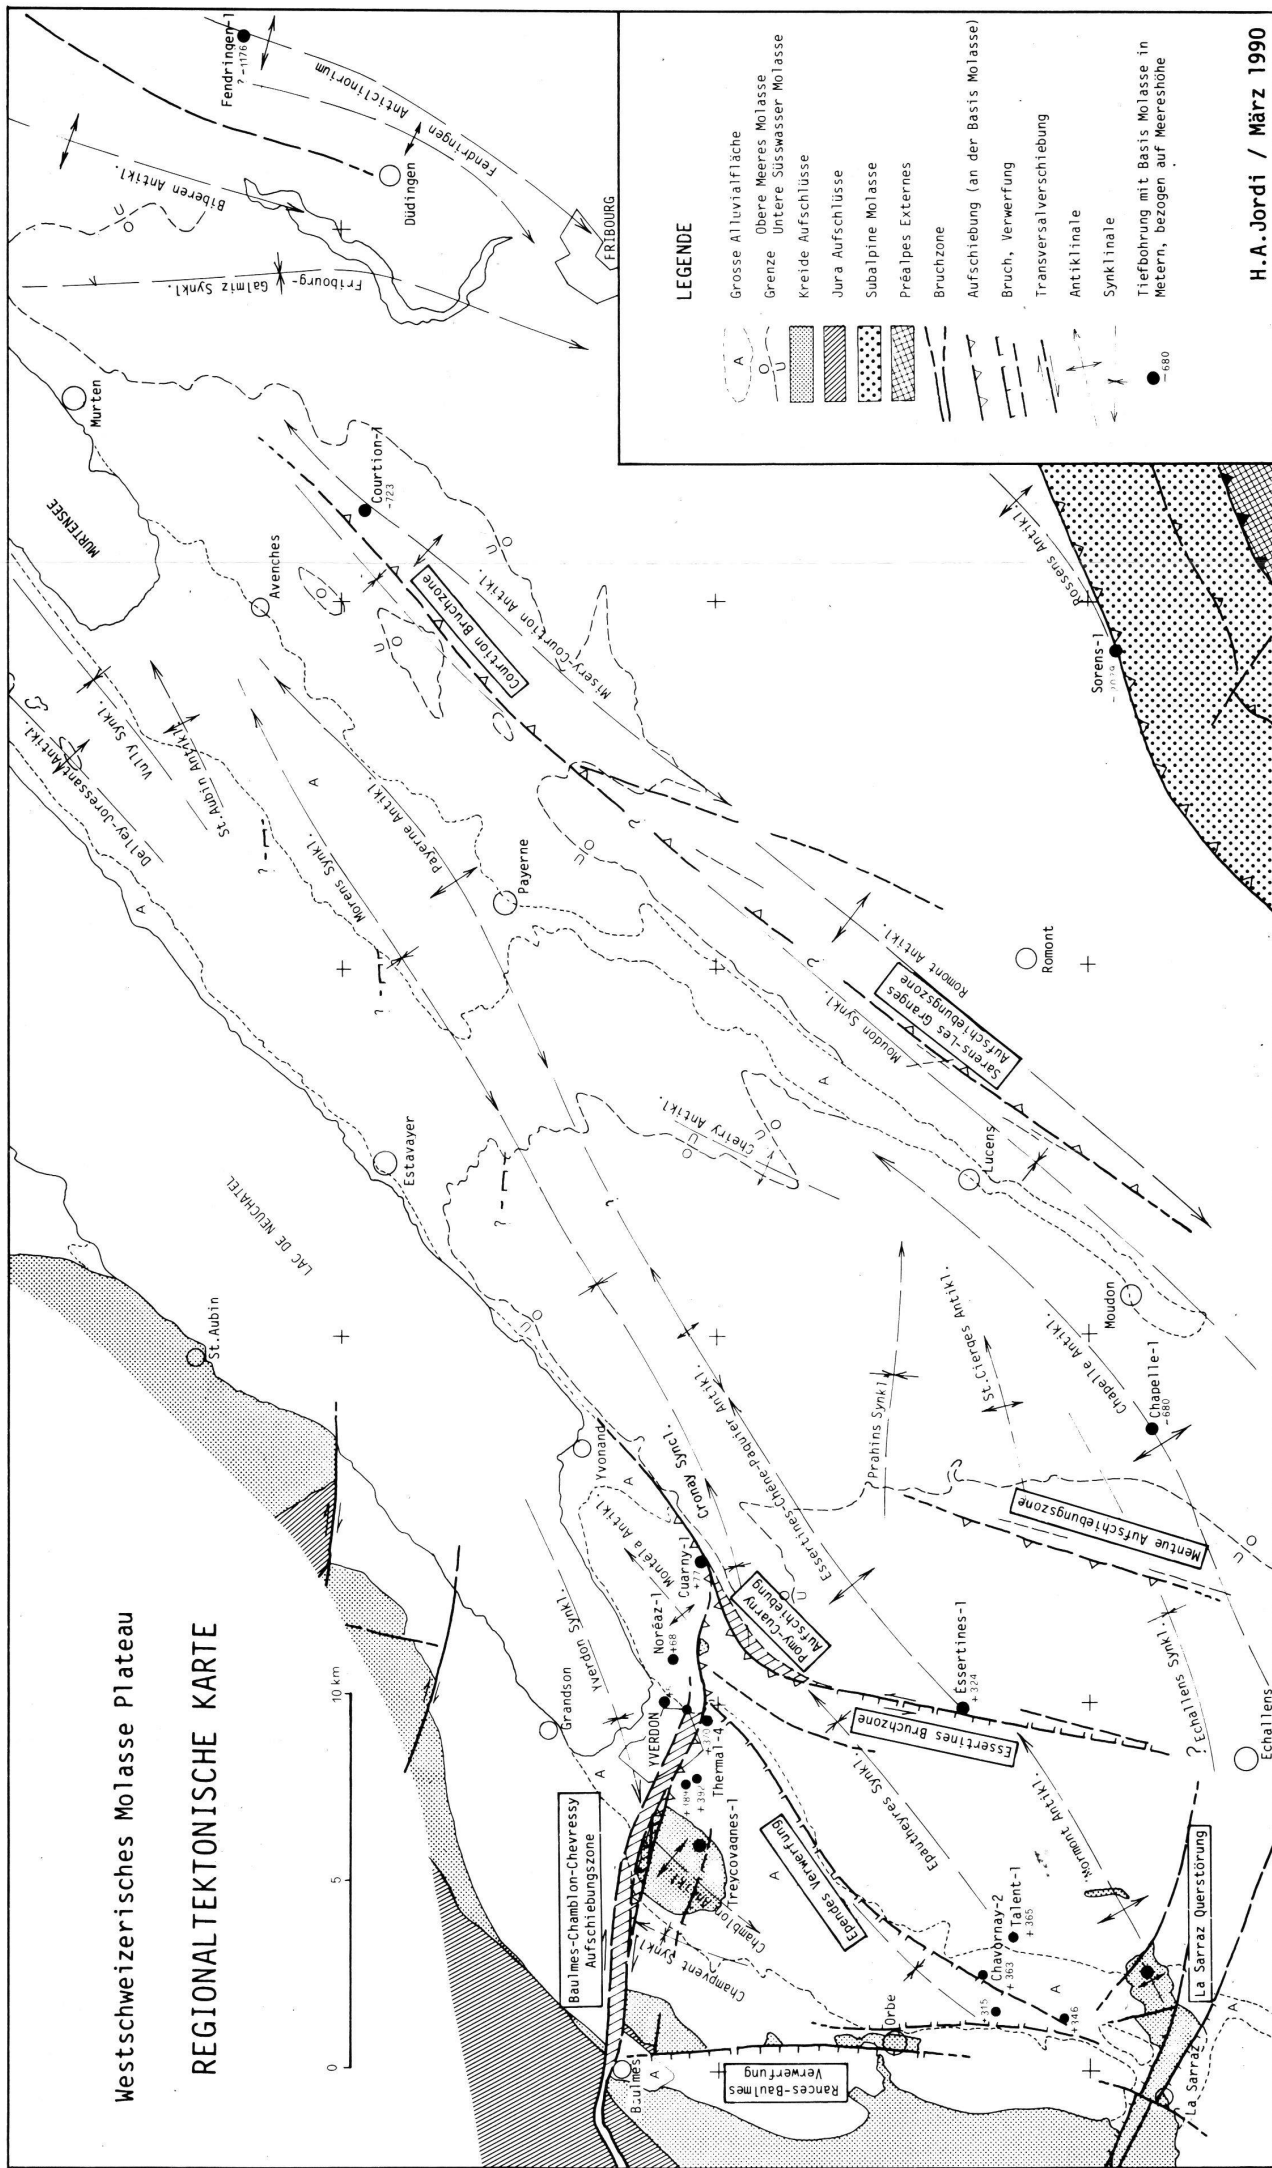 Westschweizerisches Molasse Plateau
REGIONALTEKTONISCHE KARTE
0
5
10 km
St.Aubin
LAC DE NEUCHATEL
MURTENSEE
Murten
Delley-Joressant Antikl.
Vully Synkl.
St.Aubin Antikl.
Avenches
Fribourg-
Galmiz Synkl.
Biberen Antikl.
Fendringen-1
? -1176
Fendringen Anticlinorium
Düdingen
FRIBOURG
Courtion-1
-723
Courtion Bruchzone
Misery-Courtion Antikl.
Morens Synkl.
Payerne Antikl.
Payerne
Estavayer
Cheiry Antikl.
Grandson
Yverdon Synkl.
Yvonand
Montéla Antikl.
Cronay Syncl.
Cuarny-1
+77
Noréaz-1
+68
YVERDON
Thermal-4
+392
Treycovagnes-1
Baulmes-Chamblon-Chevressy
Aufschiebungszone
Chamblon Antikl.
Champvent Synkl.
Baulmes
Rances-Baulmes
Verwerfung
Orbe
Ependes Verwerfung
Pomy-Cuarny
Aufschiebung
Essertines-Chêne-Paquier Antikl.
Essertines Bruchzone
Essertines-1
+324
Epautheyres Synkl.
Mormont Antikl.
Chavornay-2
+363
Talent-1
+365
+315
+346
La Sarraz
La Sarraz Querstörung
Echallens
? Echallens Synkl.
Mentue Aufschiebungszone
Prahins Synkl.
St.Cierges Antikl.
Chapelle Antikl.
Chapelle-1
-680
Moudon
Lucens
Moudon Synkl.
Sarens-Les Granges
Aufschiebungszone
Romont Antikl.
Romont
Rossens Antikl.
Sorens-1
LEGENDE
A
Grosse Alluvialfläche
O
U
Grenze
Obere Meeres Molasse
Untere Süsswasser Molasse
Kreide Aufschlüsse
Jura Aufschlüsse
Subalpine Molasse
Préalpes Externes
Bruchzone
Aufschiebung (an der Basis Molasse)
Bruch, Verwerfung
Transversalverschiebung
Antiklinale
Synklinale
-680
Tiefbohrung mit Basis Molasse in
Metern, bezogen auf Meereshöhe
H.A.Jordi / März 1990